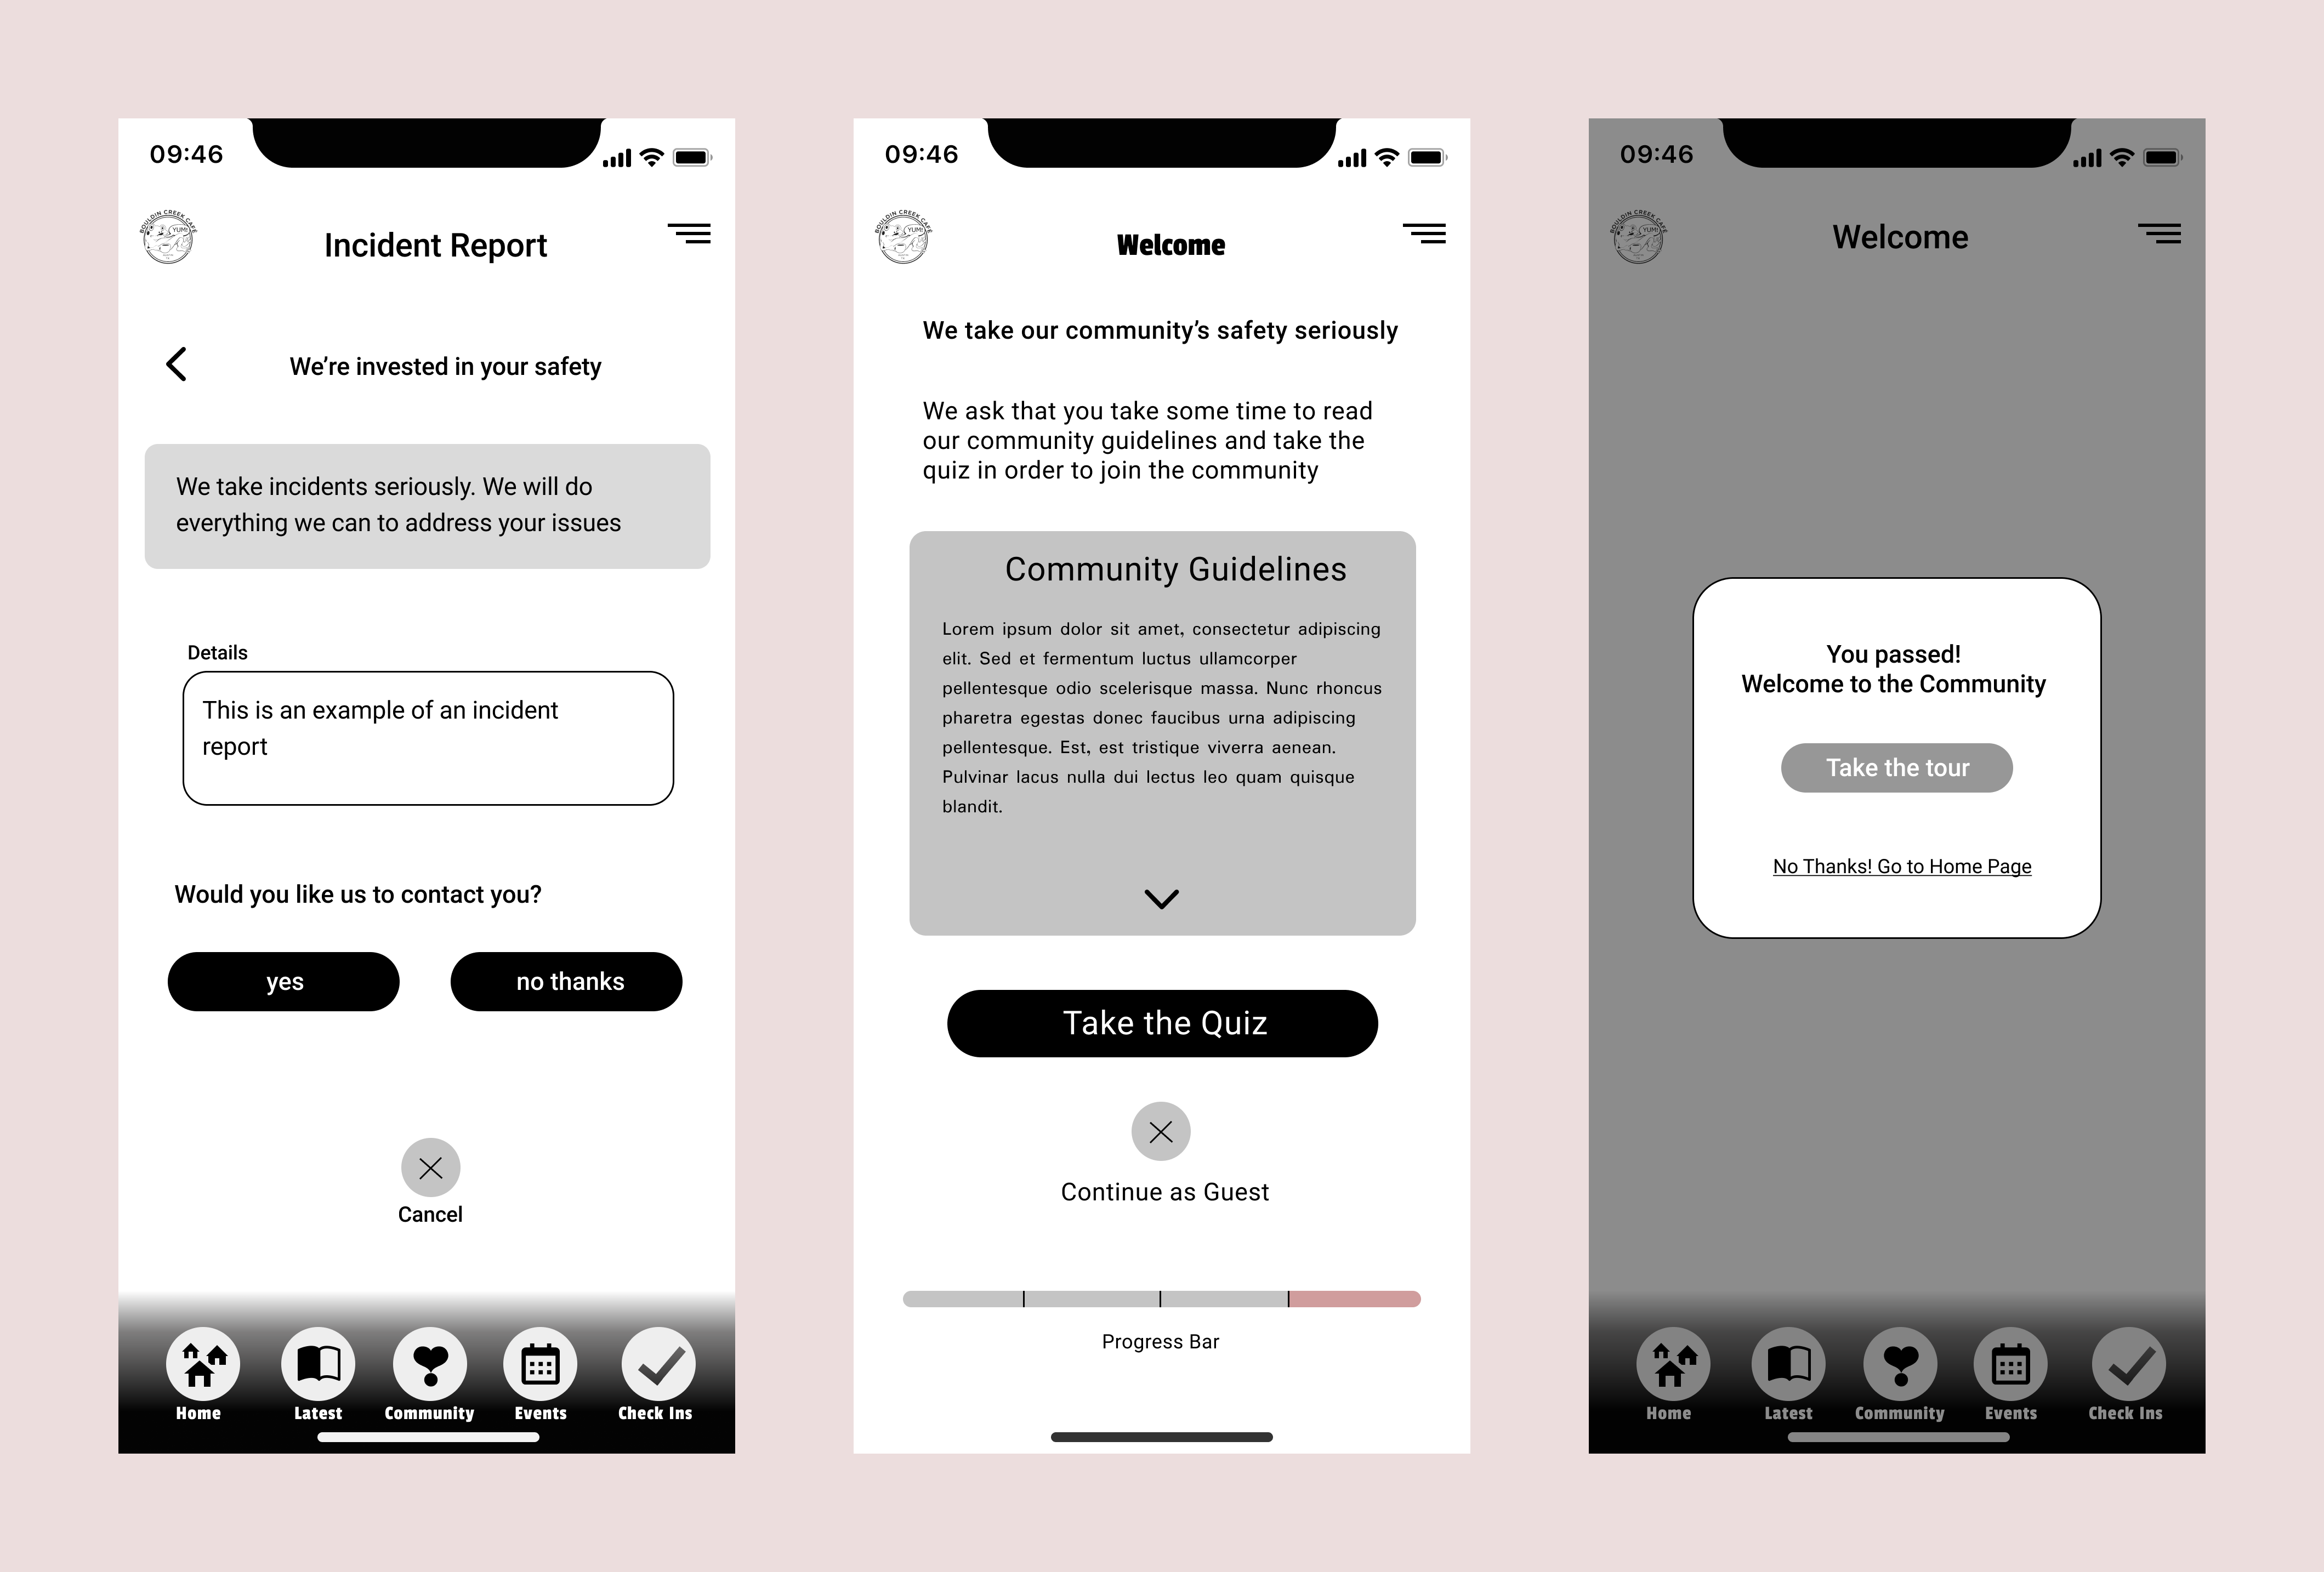 09:46
BOULDIN CREEK CAFE
YUM!
Incident Report
We’re invested in your safety
We take incidents seriously. We will do
everything we can to address your issues
Details
This is an example of an incident
report
Would you like us to contact you?
yes
no thanks
Cancel
Home
Latest
Community
Events
Check Ins
09:46
BOULDIN CREEK CAFE
YUM!
Welcome
We take our community’s safety seriously
We ask that you take some time to read
our community guidelines and take the
quiz in order to join the community
Community Guidelines
Lorem ipsum dolor sit amet, consectetur adipiscing
elit. Sed et fermentum luctus ullamcorper
pellentesque odio scelerisque massa. Nunc rhoncus
pharetra egestas donec faucibus urna adipiscing
pellentesque. Est, est tristique viverra aenean.
Pulvinar lacus nulla dui lectus leo quam quisque
blandit.
Take the Quiz
Continue as Guest
Progress Bar
09:46
BOULDIN CREEK CAFE
YUM!
Welcome
You passed!
Welcome to the Community
Take the tour
No Thanks! Go to Home Page
Home
Latest
Community
Events
Check Ins